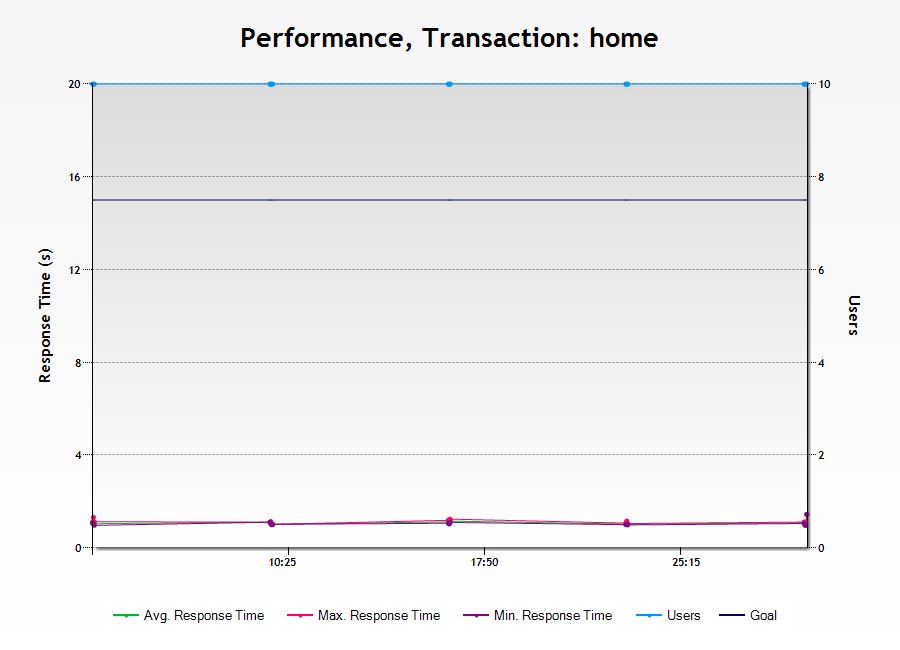 Performance, Transaction: home
20
16
12
8
4
0
Response Time (s)
10
8
6
4
2
0
Users
10:25 17:50 25:15
Avg. Response Time Max. Response Time Min. Response Time Users Goal